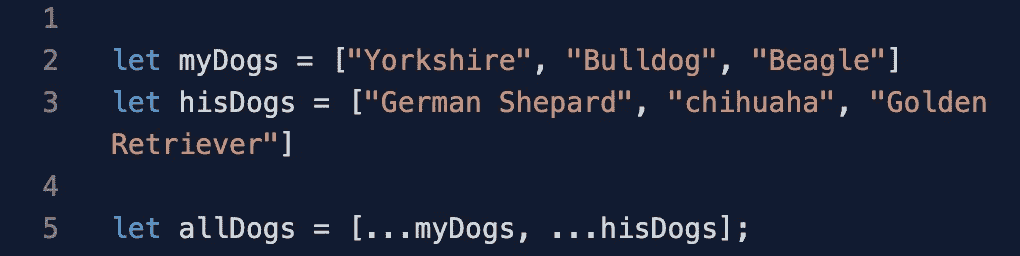 1
2 let myDogs = ["Yorkshire", "Bulldog", "Beagle"]
3 let hisDogs = ["German Shepard", "chihuaha", "Golden
Retriever"]
4
5 let allDogs = [...myDogs, ...hisDogs];